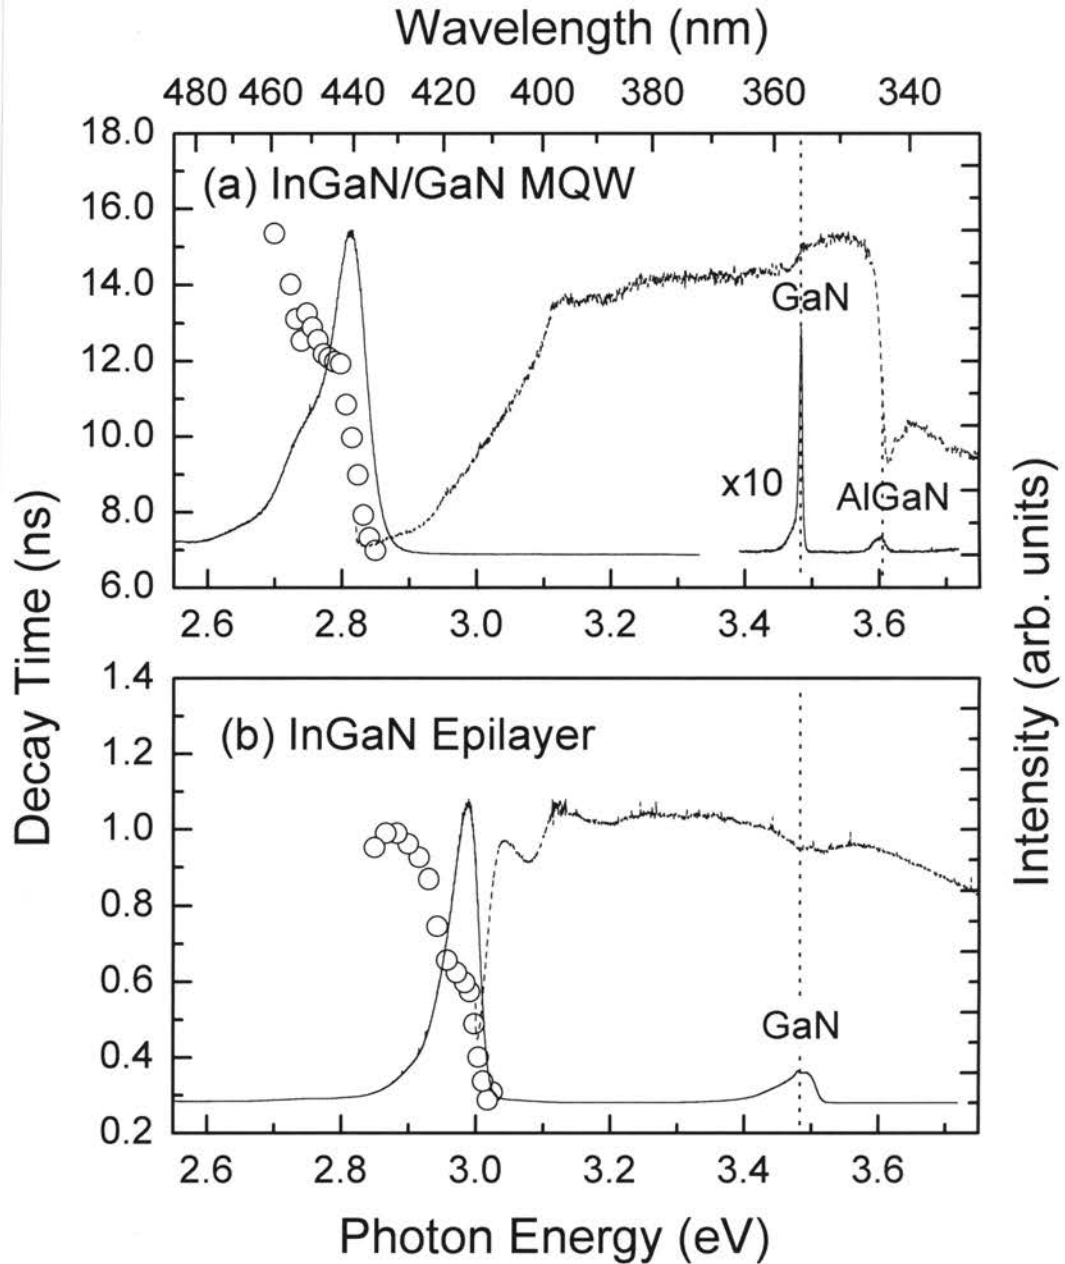 Wavelength (nm)
480 460 440 420 400 380 360 340
18.0
(a) InGaN/GaN MQW
16.0
14.0
GaN
12.0
10.0
x10
AlGaN
8.0
6.0
2.6 2.8 3.0 3.2 3.4 3.6
Decay Time (ns)
Intensity (arb. units)
1.4
(b) InGaN Epilayer
1.2
1.0
0.8
0.6
GaN
0.4
0.2
2.6 2.8 3.0 3.2 3.4 3.6
Photon Energy (eV)